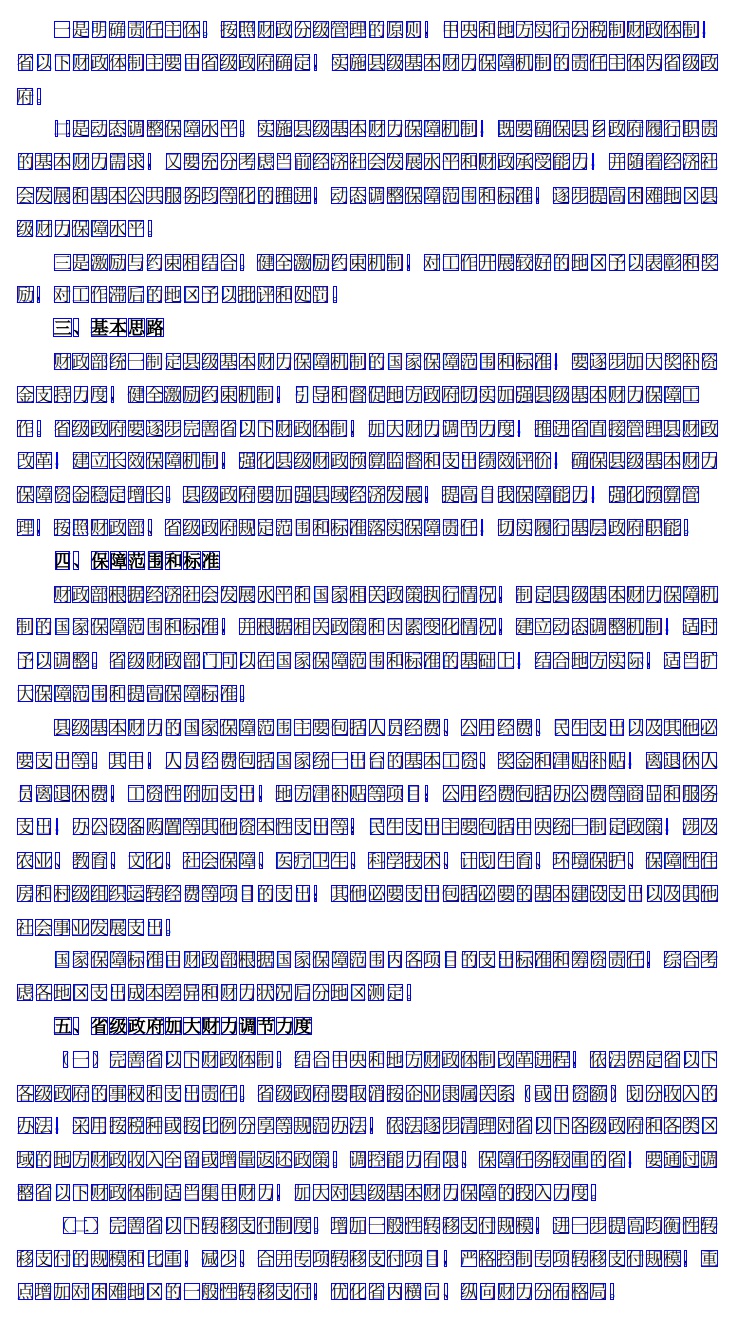 一是明确责任主体。按照财政分级管理的原则，中央和地方实行分税制财政体制，
省以下财政体制主要由省级政府确定。实施县级基本财力保障机制的责任主体为省级政
府。
二是动态调整保障水平。实施县级基本财力保障机制，既要确保县乡政府履行职责
的基本财力需求，又要充分考虑当前经济社会发展水平和财政承受能力，并随着经济社
会发展和基本公共服务均等化的推进，动态调整保障范围和标准，逐步提高困难地区县
级财力保障水平。
三是激励与约束相结合。健全激励约束机制，对工作开展较好的地区予以表彰和奖
励，对工作滞后的地区予以批评和处罚。
三、基本思路
财政部统一制定县级基本财力保障机制的国家保障范围和标准，要逐步加大奖补资
金支持力度，健全激励约束机制，引导和督促地方政府切实加强县级基本财力保障工
作。省级政府要逐步完善省以下财政体制，加大财力调节力度，推进省直接管理县财政
改革，建立长效保障机制，强化县级财政预算监督和支出绩效评价，确保县级基本财力
保障资金稳定增长。县级政府要加强县域经济发展，提高自我保障能力，强化预算管
理，按照财政部、省级政府规定范围和标准落实保障责任，切实履行基层政府职能。
四、保障范围和标准
财政部根据经济社会发展水平和国家相关政策执行情况，制定县级基本财力保障机
制的国家保障范围和标准，并根据相关政策和因素变化情况，建立动态调整机制，适时
予以调整。省级财政部门可以在国家保障范围和标准的基础上，结合地方实际，适当扩
大保障范围和提高保障标准。
县级基本财力的国家保障范围主要包括人员经费、公用经费、民生支出以及其他必
要支出等。其中，人员经费包括国家统一出台的基本工资、奖金和津贴补贴，离退休人
员离退休费，工资性附加支出，地方津补贴等项目。公用经费包括办公费等商品和服务
支出，办公设备购置等其他资本性支出等。民生支出主要包括中央统一制定政策，涉及
农业、教育、文化、社会保障、医疗卫生、科学技术、计划生育、环境保护、保障性住
房和村级组织运转经费等项目的支出。其他必要支出包括必要的基本建设支出以及其他
社会事业发展支出。
国家保障标准由财政部根据国家保障范围内各项目的支出标准和筹资责任，综合考
虑各地区支出成本差异和财力状况后分地区测定。
五、省级政府加大财力调节力度
（一）完善省以下财政体制。结合中央和地方财政体制改革进程，依法界定省以下
各级政府的事权和支出责任。省级政府要取消按企业隶属关系（或出资额）划分收入的
办法，采用按税种或按比例分享等规范办法。依法逐步清理对省以下各级政府和各类区
域的地方财政收入全留或增量返还政策。调控能力有限、保障任务较重的省，要通过调
整省以下财政体制适当集中财力，加大对县级基本财力保障的投入力度。
（二）完善省以下转移支付制度。增加一般性转移支付规模，进一步提高均衡性转
移支付的规模和比重。减少、合并专项转移支付项目，严格控制专项转移支付规模。重
点增加对困难地区的一般性转移支付，优化省内横向、纵向财力分布格局。